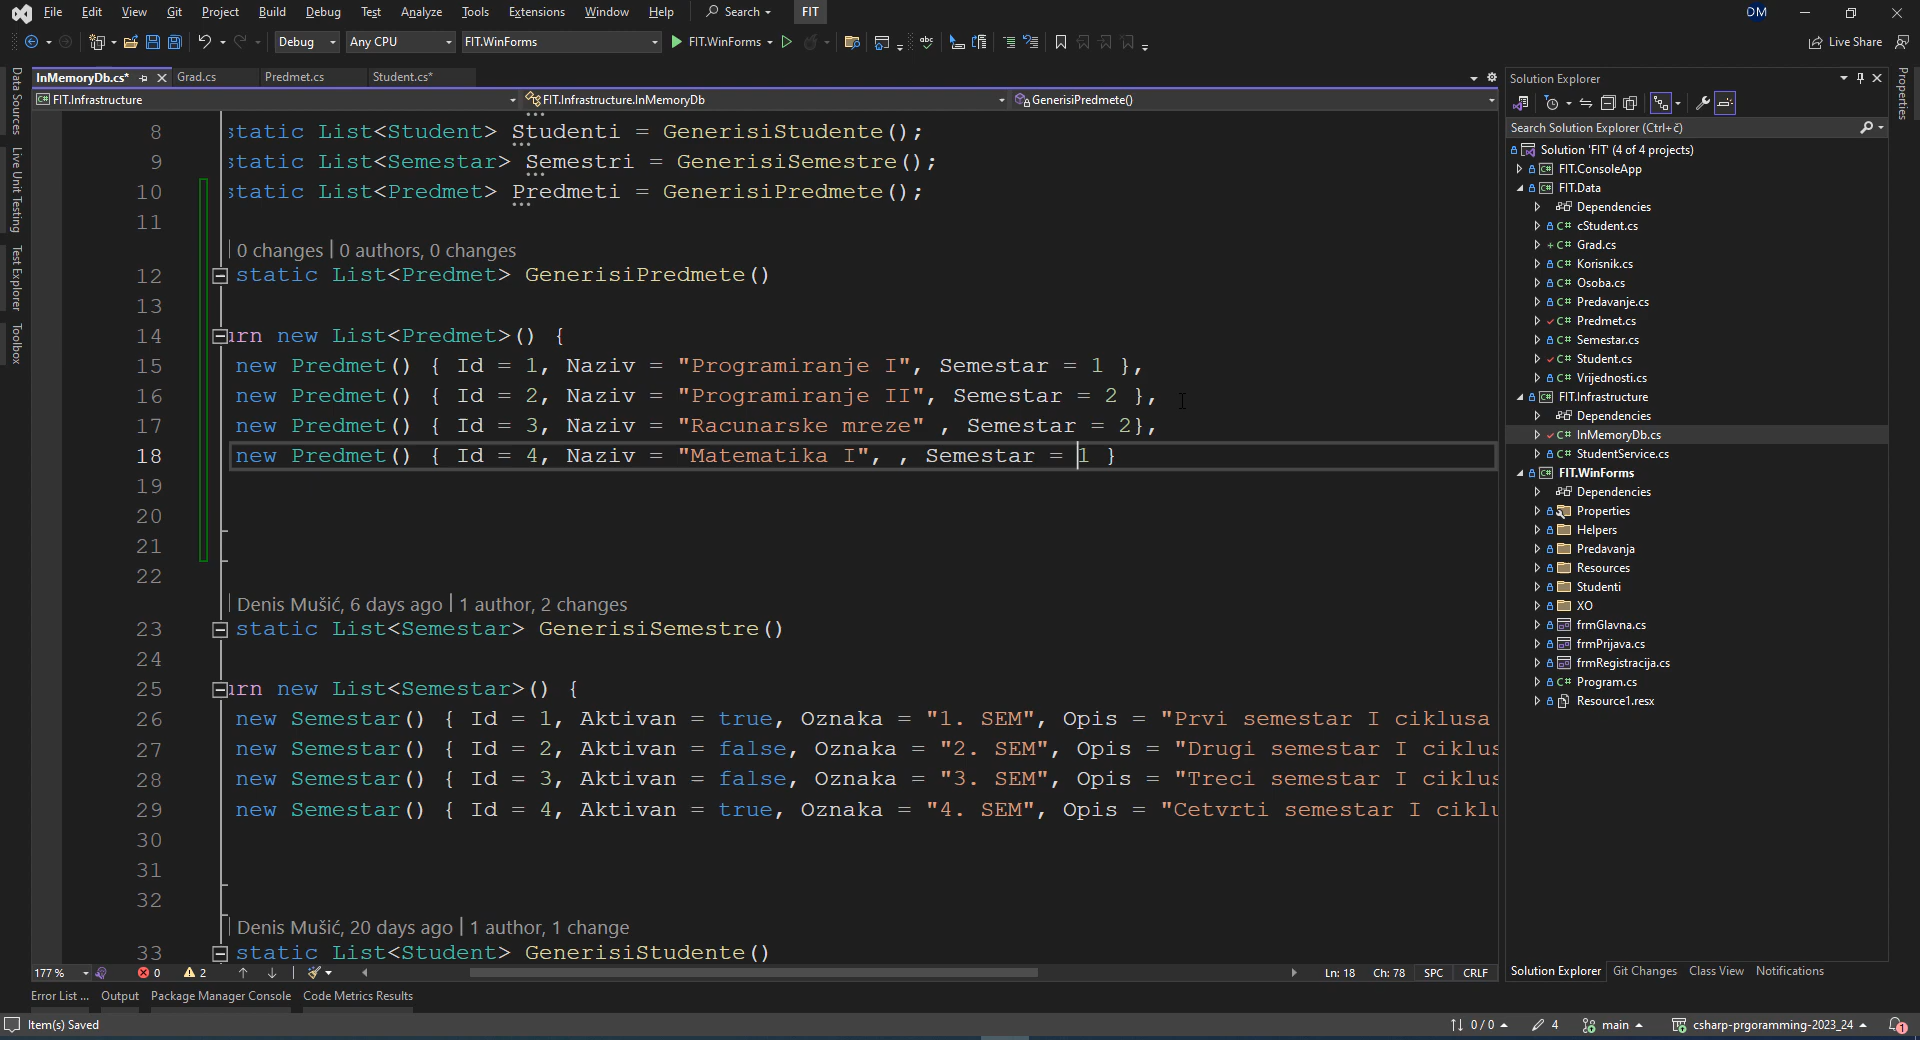 File Edit View Git Project Build Debug Test Analyze Tools Extensions Window Help Search FIT DM
Debug Any CPU FIT.WinForms FIT.WinForms abc Live Share
InMemoryDb.cs* Grad.cs Predmet.cs Student.cs*
FIT.Infrastructure FIT.Infrastructure.InMemoryDb GenerisiPredmete()
8 static List<Student> Studenti = GenerisiStudente();
9 static List<Semestar> Semestri = GenerisiSemestre();
10 static List<Predmet> Predmeti = GenerisiPredmete();
11
0 changes | 0 authors, 0 changes
12 static List<Predmet> GenerisiPredmete()
13
14 urn new List<Predmet>() {
15 new Predmet() { Id = 1, Naziv = "Programiranje I", Semestar = 1 },
16 new Predmet() { Id = 2, Naziv = "Programiranje II", Semestar = 2 },
17 new Predmet() { Id = 3, Naziv = "Racunarske mreze" , Semestar = 2},
18 new Predmet() { Id = 4, Naziv = "Matematika I", , Semestar = 1 }
19
20
21
22
Denis Mušić, 6 days ago | 1 author, 2 changes
23 static List<Semestar> GenerisiSemestre()
24
25 urn new List<Semestar>() {
26 new Semestar() { Id = 1, Aktivan = true, Oznaka = "1. SEM", Opis = "Prvi semestar I ciklusa
27 new Semestar() { Id = 2, Aktivan = false, Oznaka = "2. SEM", Opis = "Drugi semestar I ciklus
28 new Semestar() { Id = 3, Aktivan = false, Oznaka = "3. SEM", Opis = "Treci semestar I ciklus
29 new Semestar() { Id = 4, Aktivan = true, Oznaka = "4. SEM", Opis = "Cetvrti semestar I ciklu
30
31
32
Denis Mušić, 20 days ago | 1 author, 1 change
33 static List<Student> GenerisiStudente()
177 % 0 2 Ln: 18 Ch: 78 SPC CRLF
Error List ... Output Package Manager Console Code Metrics Results
Item(s) Saved 0 / 0 4 main csharp-prgoramming-2023_24 1
Data Sources
Live Unit Testing
Test Explorer
Toolbox
Solution Explorer
Search Solution Explorer (Ctrl+č)
Solution 'FIT' (4 of 4 projects)
FIT.ConsoleApp
FIT.Data
Dependencies
cStudent.cs
Grad.cs
Korisnik.cs
Osoba.cs
Predavanje.cs
Predmet.cs
Semestar.cs
Student.cs
Vrijednosti.cs
FIT.Infrastructure
Dependencies
InMemoryDb.cs
StudentService.cs
FIT.WinForms
Dependencies
Properties
Helpers
Predavanja
Resources
Studenti
XO
frmGlavna.cs
frmPrijava.cs
frmRegistracija.cs
Program.cs
Resource1.resx
Solution Explorer Git Changes Class View Notifications
Properties